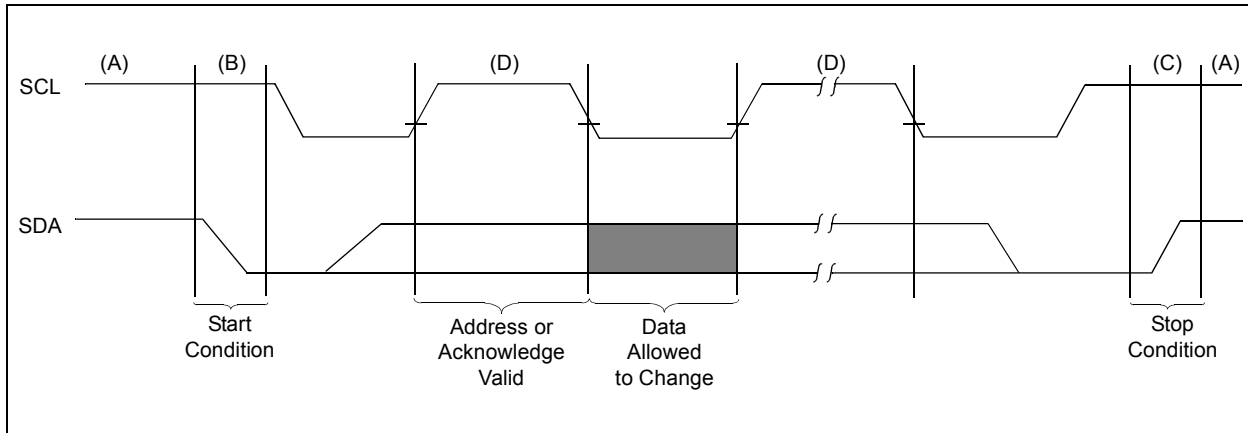 (A) (B) (D) (D) (C) (A)
SCL
SDA
Start
Condition
Address or
Acknowledge
Valid
Data
Allowed
to Change
Stop
Condition